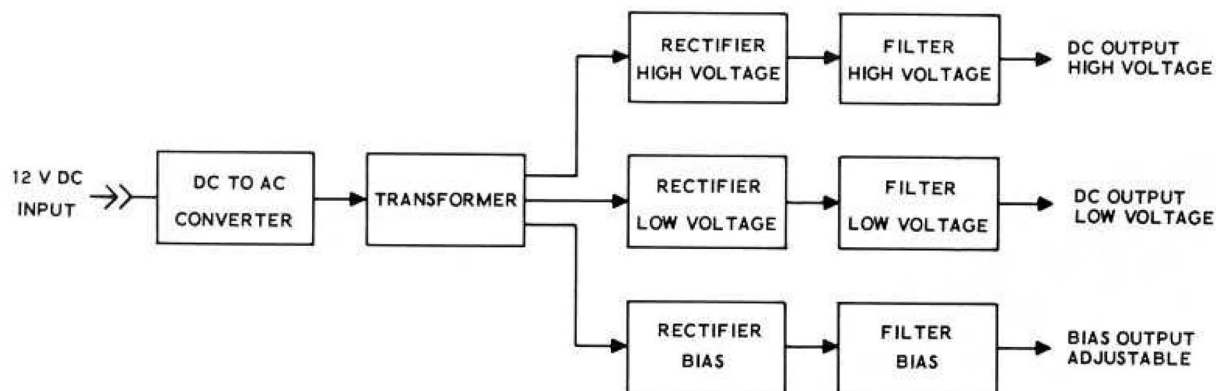 12 V DC
INPUT
DC TO AC
CONVERTER
TRANSFORMER
RECTIFIER
HIGH VOLTAGE
FILTER
HIGH VOLTAGE
DC OUTPUT
HIGH VOLTAGE
RECTIFIER
LOW VOLTAGE
FILTER
LOW VOLTAGE
DC OUTPUT
LOW VOLTAGE
RECTIFIER
BIAS
FILTER
BIAS
BIAS OUTPUT
ADJUSTABLE